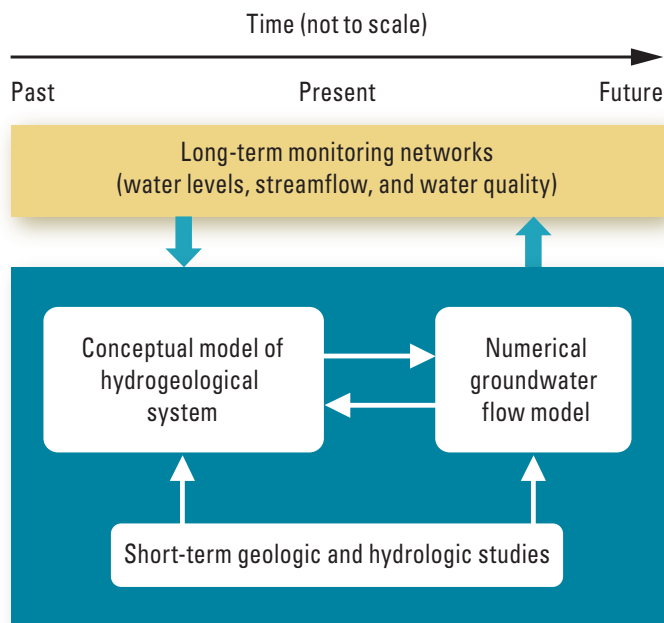 Time (not to scale)
Past Present Future
Long-term monitoring networks
(water levels, streamflow, and water quality)
Conceptual model of
hydrogeological
system
Numerical
groundwater
flow model
Short-term geologic and hydrologic studies